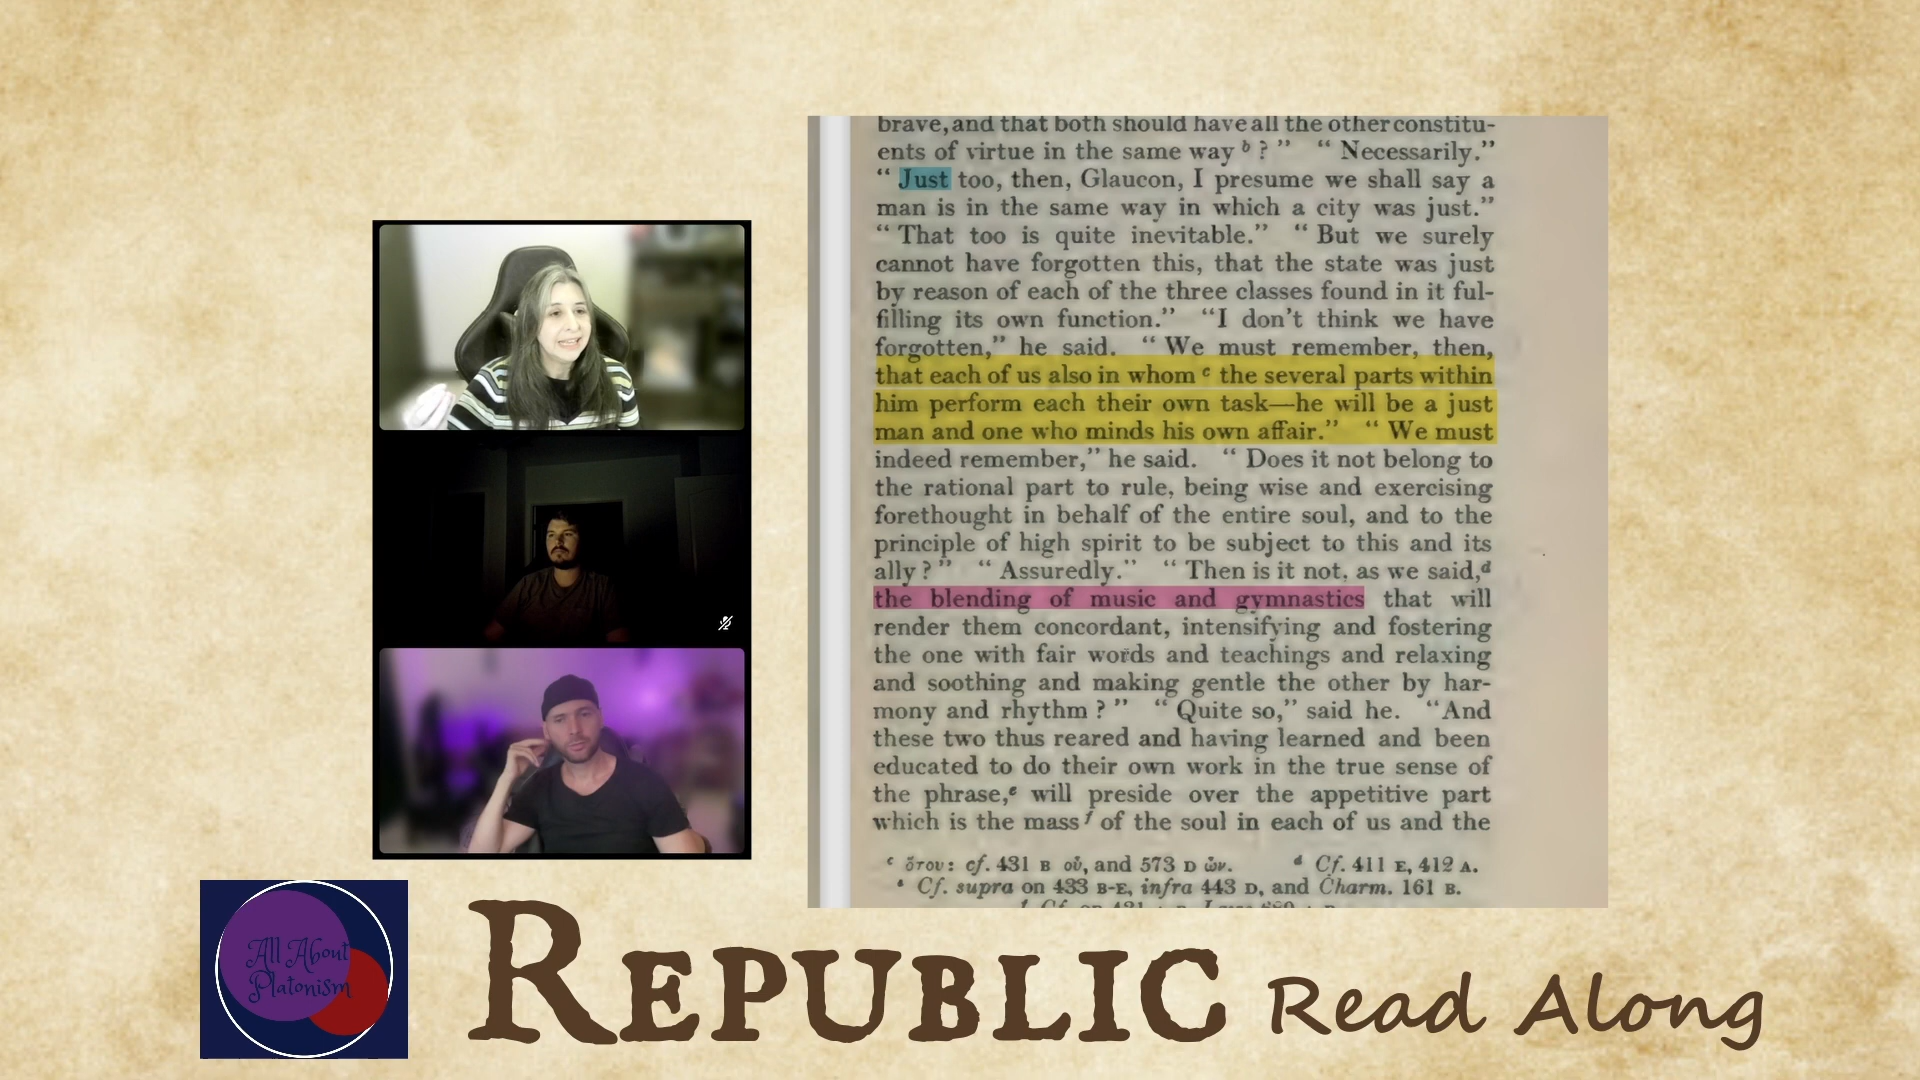 brave, and that both should have all the other constitu-
ents of virtue in the same way ᵇ ? ” “ Necessarily.”
“ Just too, then, Glaucon, I presume we shall say a
man is in the same way in which a city was just.”
“ That too is quite inevitable.” “ But we surely
cannot have forgotten this, that the state was just
by reason of each of the three classes found in it ful-
filling its own function.” “I don’t think we have
forgotten,” he said. “ We must remember, then,
that each of us also in whom ᶜ the several parts within
him perform each their own task—he will be a just
man and one who minds his own affair.” “ We must
indeed remember,” he said. “ Does it not belong to
the rational part to rule, being wise and exercising
forethought in behalf of the entire soul, and to the
principle of high spirit to be subject to this and its
ally ? ” “ Assuredly.” “ Then is it not, as we said,ᵈ
the blending of music and gymnastics that will
render them concordant, intensifying and fostering
the one with fair words and teachings and relaxing
and soothing and making gentle the other by har-
mony and rhythm ? ” “ Quite so,” said he. “And
these two thus reared and having learned and been
educated to do their own work in the true sense of
the phrase,ᵉ will preside over the appetitive part
which is the mass ᶠ of the soul in each of us and the
ᶜ ὅτου: cf. 431 B οὗ, and 573 D ὧν. ᵈ Cf. 411 E, 412 A.
ᵉ Cf. supra on 433 B-E, infra 443 D, and Charm. 161 B.
All About
Platonism
REPUBLIC Read Along